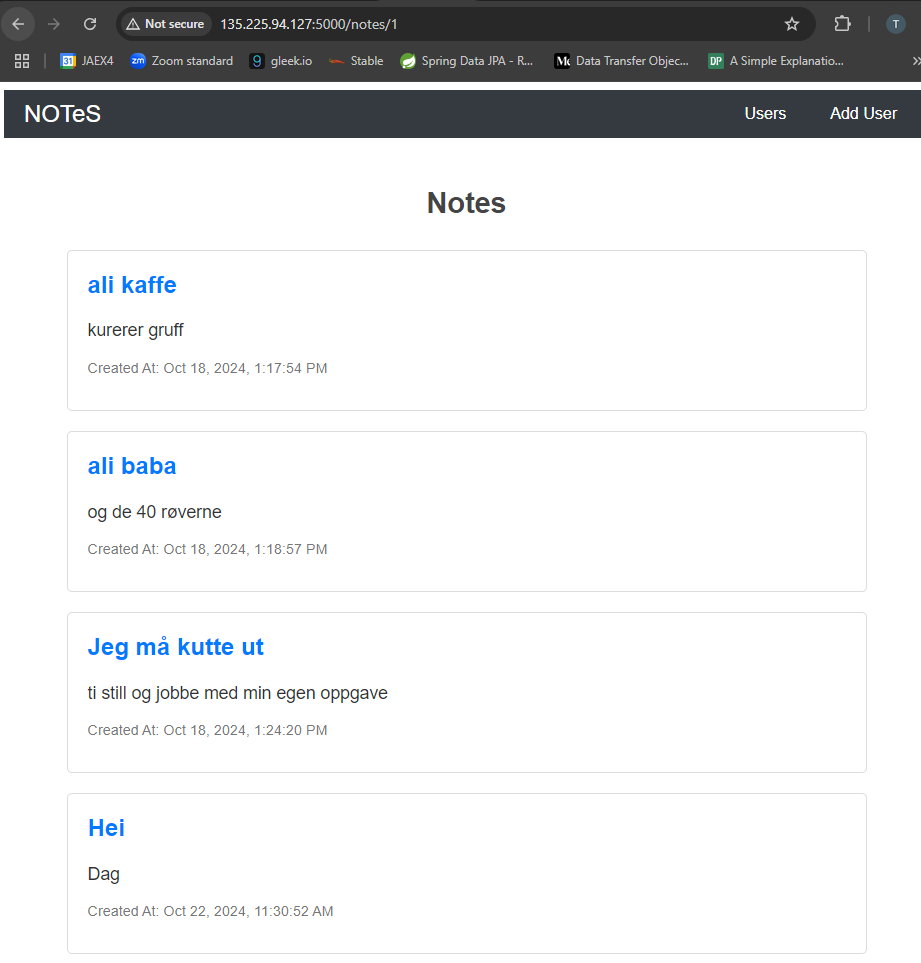 Not secure 135.225.94.127:5000/notes/1 T
31 JAEX4 zm Zoom standard 9 gleek.io Stable Spring Data JPA - R... Data Transfer Objec... DP A Simple Explanatio... »
NOTeS Users Add User
Notes
ali kaffe
kurerer gruff
Created At: Oct 18, 2024, 1:17:54 PM
ali baba
og de 40 røverne
Created At: Oct 18, 2024, 1:18:57 PM
Jeg må kutte ut
ti still og jobbe med min egen oppgave
Created At: Oct 18, 2024, 1:24:20 PM
Hei
Dag
Created At: Oct 22, 2024, 11:30:52 AM